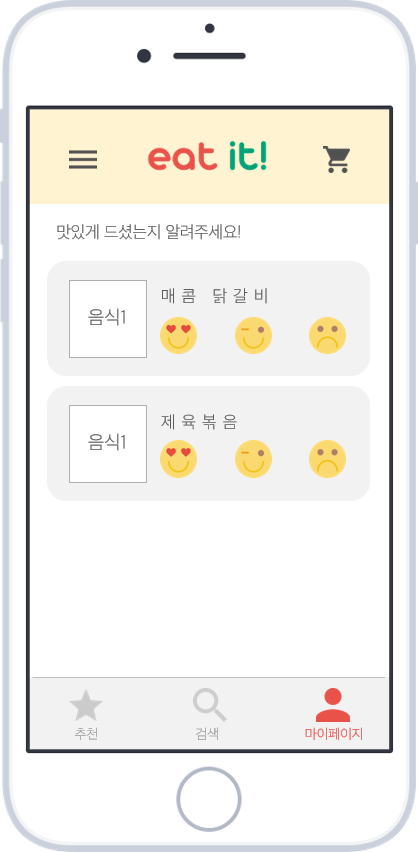 eat it!
맛있게 드셨는지 알려주세요!
음식1
매콤 닭갈비
음식1
제육볶음
추천
검색
마이페이지